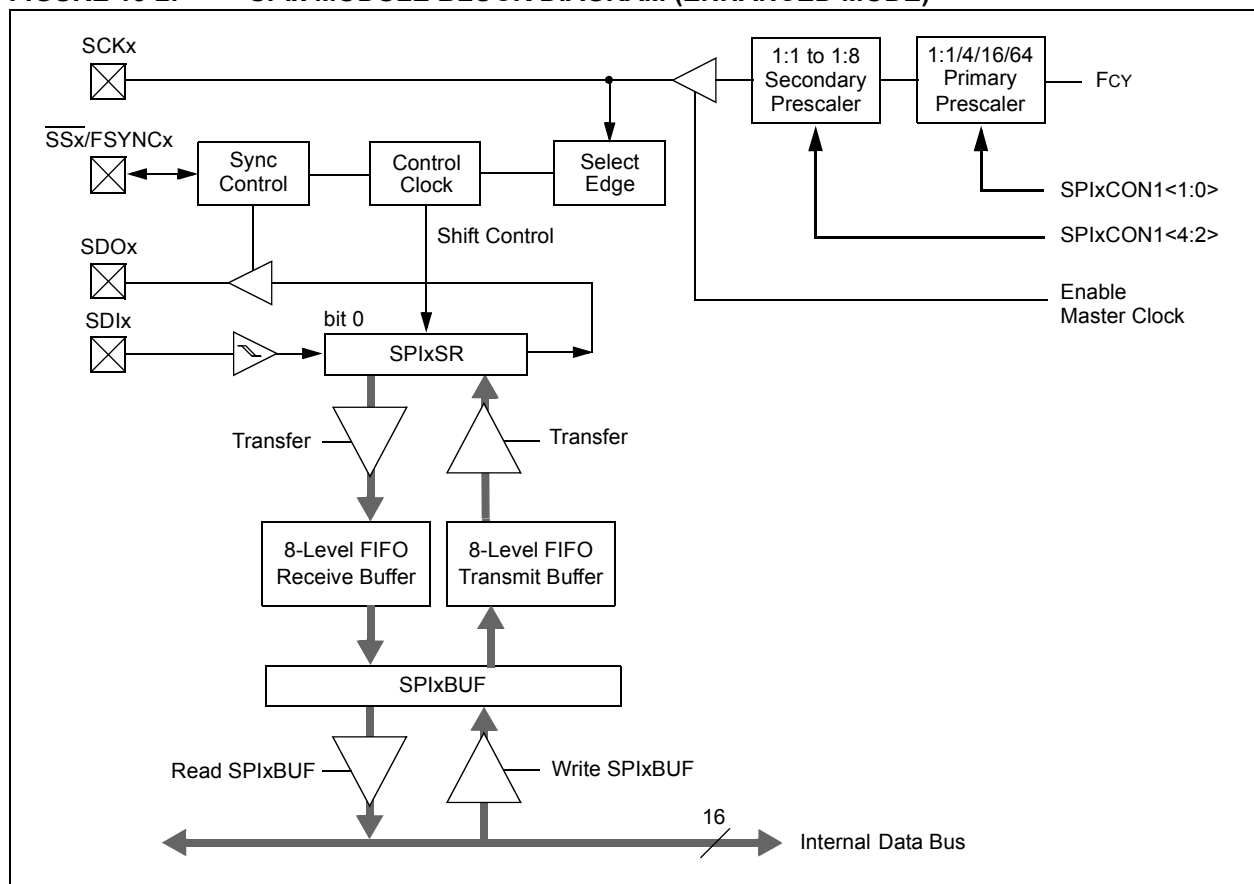 SCKx
SSx/FSYNCx
SDOx
SDIx
Sync
Control
Control
Clock
Select
Edge
1:1 to 1:8
Secondary
Prescaler
1:1/4/16/64
Primary
Prescaler
FCY
SPIxCON1<1:0>
SPIxCON1<4:2>
Enable
Master Clock
Shift Control
bit 0
SPIxSR
Transfer
Transfer
8-Level FIFO
Receive Buffer
8-Level FIFO
Transmit Buffer
SPIxBUF
Read SPIxBUF
Write SPIxBUF
16
Internal Data Bus